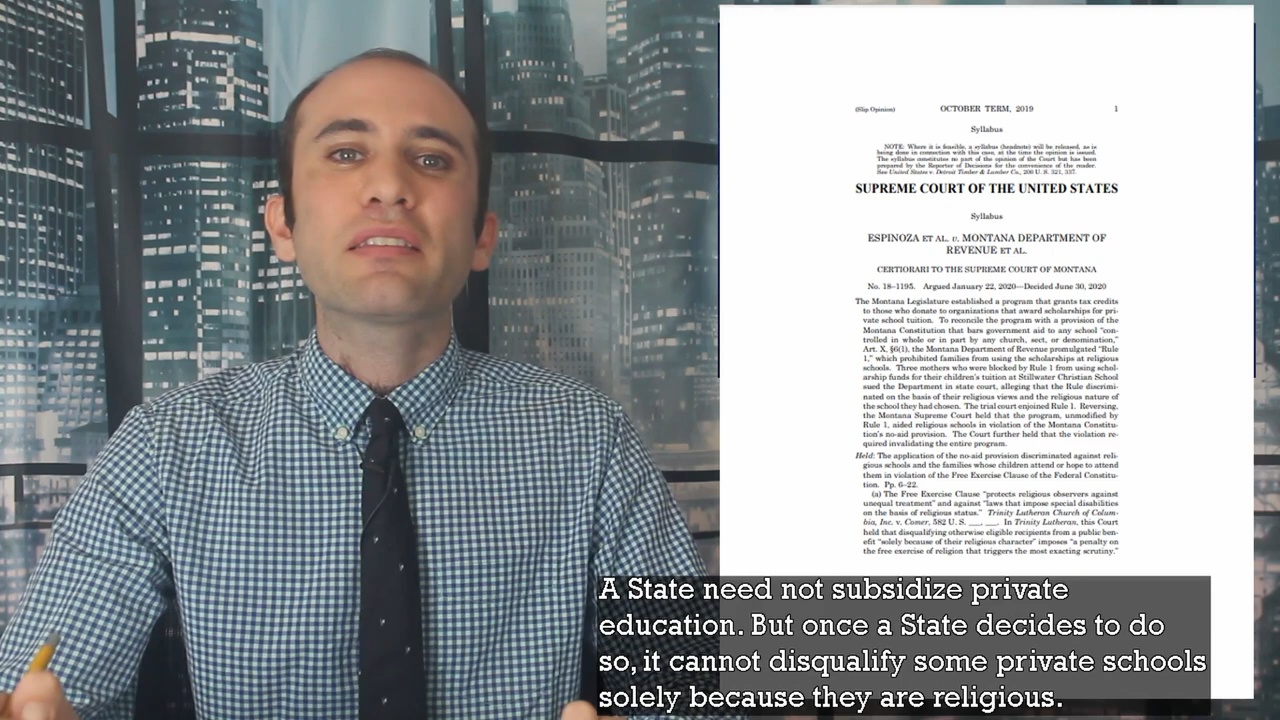 (Slip Opinion) OCTOBER TERM, 2019 1
Syllabus
NOTE: Where it is feasible, a syllabus (headnote) will be released, as is
being done in connection with this case, at the time the opinion is issued.
The syllabus constitutes no part of the opinion of the Court but has been
prepared by the Reporter of Decisions for the convenience of the reader.
See United States v. Detroit Timber & Lumber Co., 200 U. S. 321, 337.
SUPREME COURT OF THE UNITED STATES
Syllabus
ESPINOZA ET AL. v. MONTANA DEPARTMENT OF
REVENUE ET AL.
CERTIORARI TO THE SUPREME COURT OF MONTANA
No. 18–1195. Argued January 22, 2020—Decided June 30, 2020
The Montana Legislature established a program that grants tax credits
to those who donate to organizations that award scholarships for pri-
vate school tuition. To reconcile the program with a provision of the
Montana Constitution that bars government aid to any school “con-
trolled in whole or in part by any church, sect, or denomination,”
Art. X, §6(1), the Montana Department of Revenue promulgated “Rule
1,” which prohibited families from using the scholarships at religious
schools. Three mothers who were blocked by Rule 1 from using schol-
arship funds for their children’s tuition at Stillwater Christian School
sued the Department in state court, alleging that the Rule discrimi-
nated on the basis of their religious views and the religious nature of
the school they had chosen. The trial court enjoined Rule 1. Reversing,
the Montana Supreme Court held that the program, unmodified by
Rule 1, aided religious schools in violation of the Montana Constitu-
tion’s no-aid provision. The Court further held that the violation re-
quired invalidating the entire program.
Held: The application of the no-aid provision discriminated against reli-
gious schools and the families whose children attend or hope to attend
them in violation of the Free Exercise Clause of the Federal Constitu-
tion. Pp. 6–22.
(a) The Free Exercise Clause “protects religious observers against
unequal treatment” and against “laws that impose special disabilities
on the basis of religious status.” Trinity Lutheran Church of Colum-
bia, Inc. v. Comer, 582 U. S. ___, ___. In Trinity Lutheran, this Court
held that disqualifying otherwise eligible recipients from a public ben-
efit “solely because of their religious character” imposes “a penalty on
the free exercise of religion that triggers the most exacting scrutiny.”
A State need not subsidize private
education. But once a State decides to do
so, it cannot disqualify some private schools
solely because they are religious.